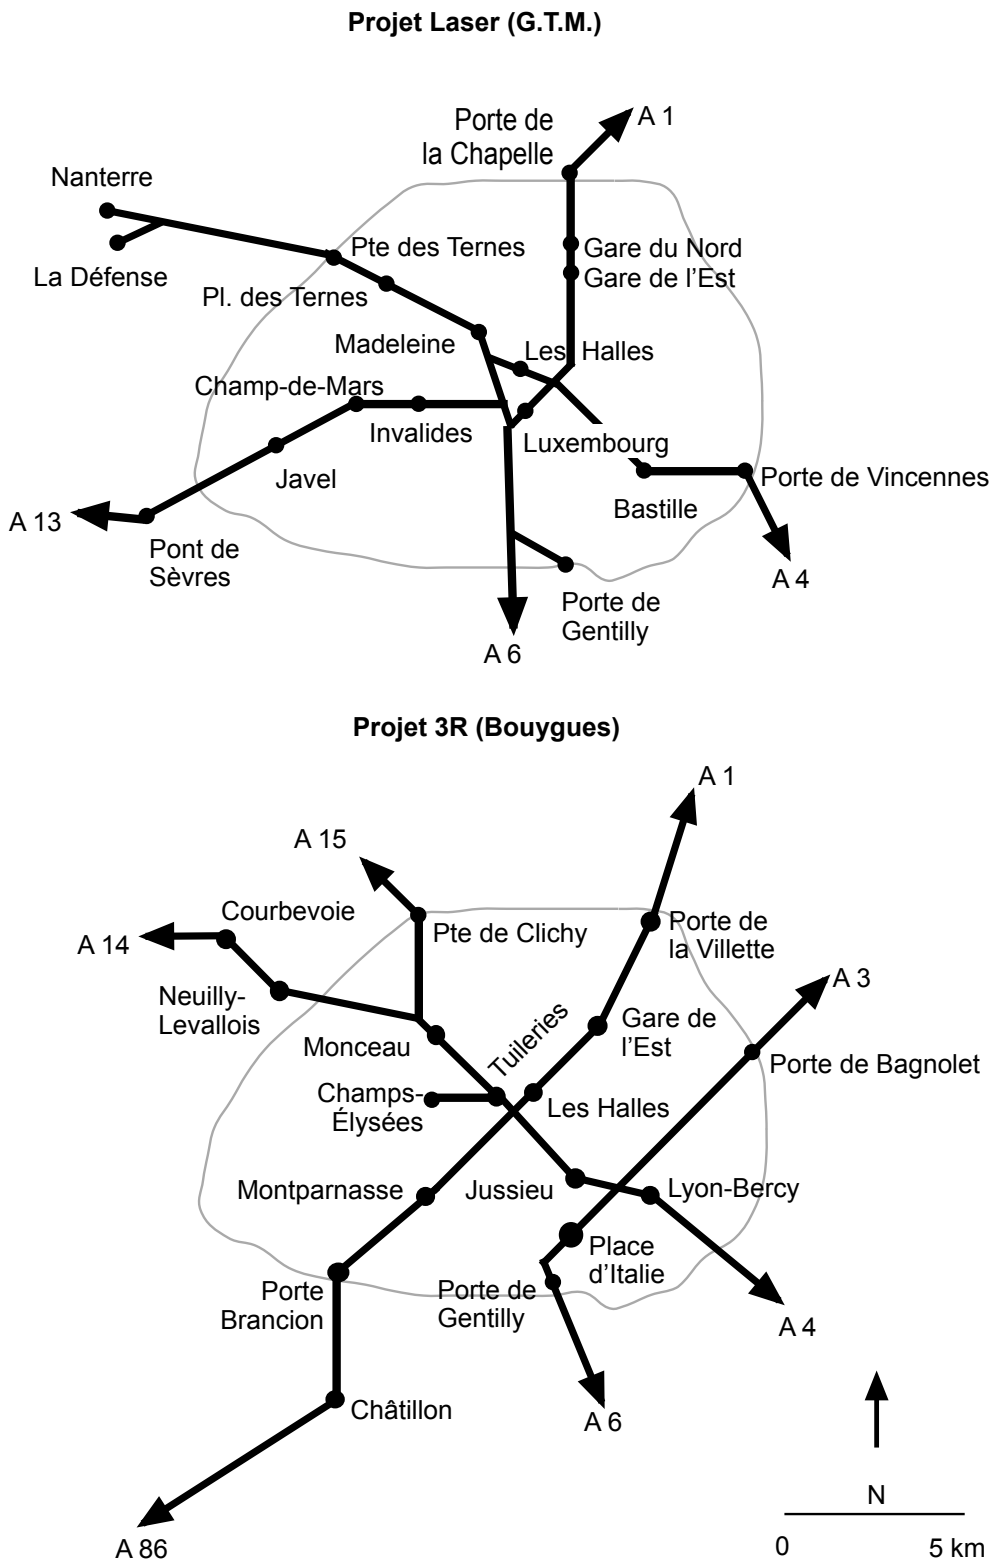 Projet Laser (G.T.M.)
A 1
Porte de
la Chapelle
Nanterre
La Défense
Pte des Ternes
Gare du Nord
Gare de l’Est
Pl. des Ternes
Madeleine
Les Halles
Champ-de-Mars
Invalides
Luxembourg
Javel
Porte de Vincennes
Bastille
A 13
Pont de
Sèvres
A 4
Porte de
Gentilly
A 6
Projet 3R (Bouygues)
A 1
A 15
Courbevoie
Pte de Clichy
Porte de
la Villette
A 14
A 3
Neuilly-
Levallois
Monceau
Tuileries
Gare de
l’Est
Porte de Bagnolet
Champs-
Élysées
Les Halles
Montparnasse
Jussieu
Lyon-Bercy
Place
d’Italie
Porte
Brancion
Porte de
Gentilly
A 4
Châtillon
A 6
N
A 86
0
5 km